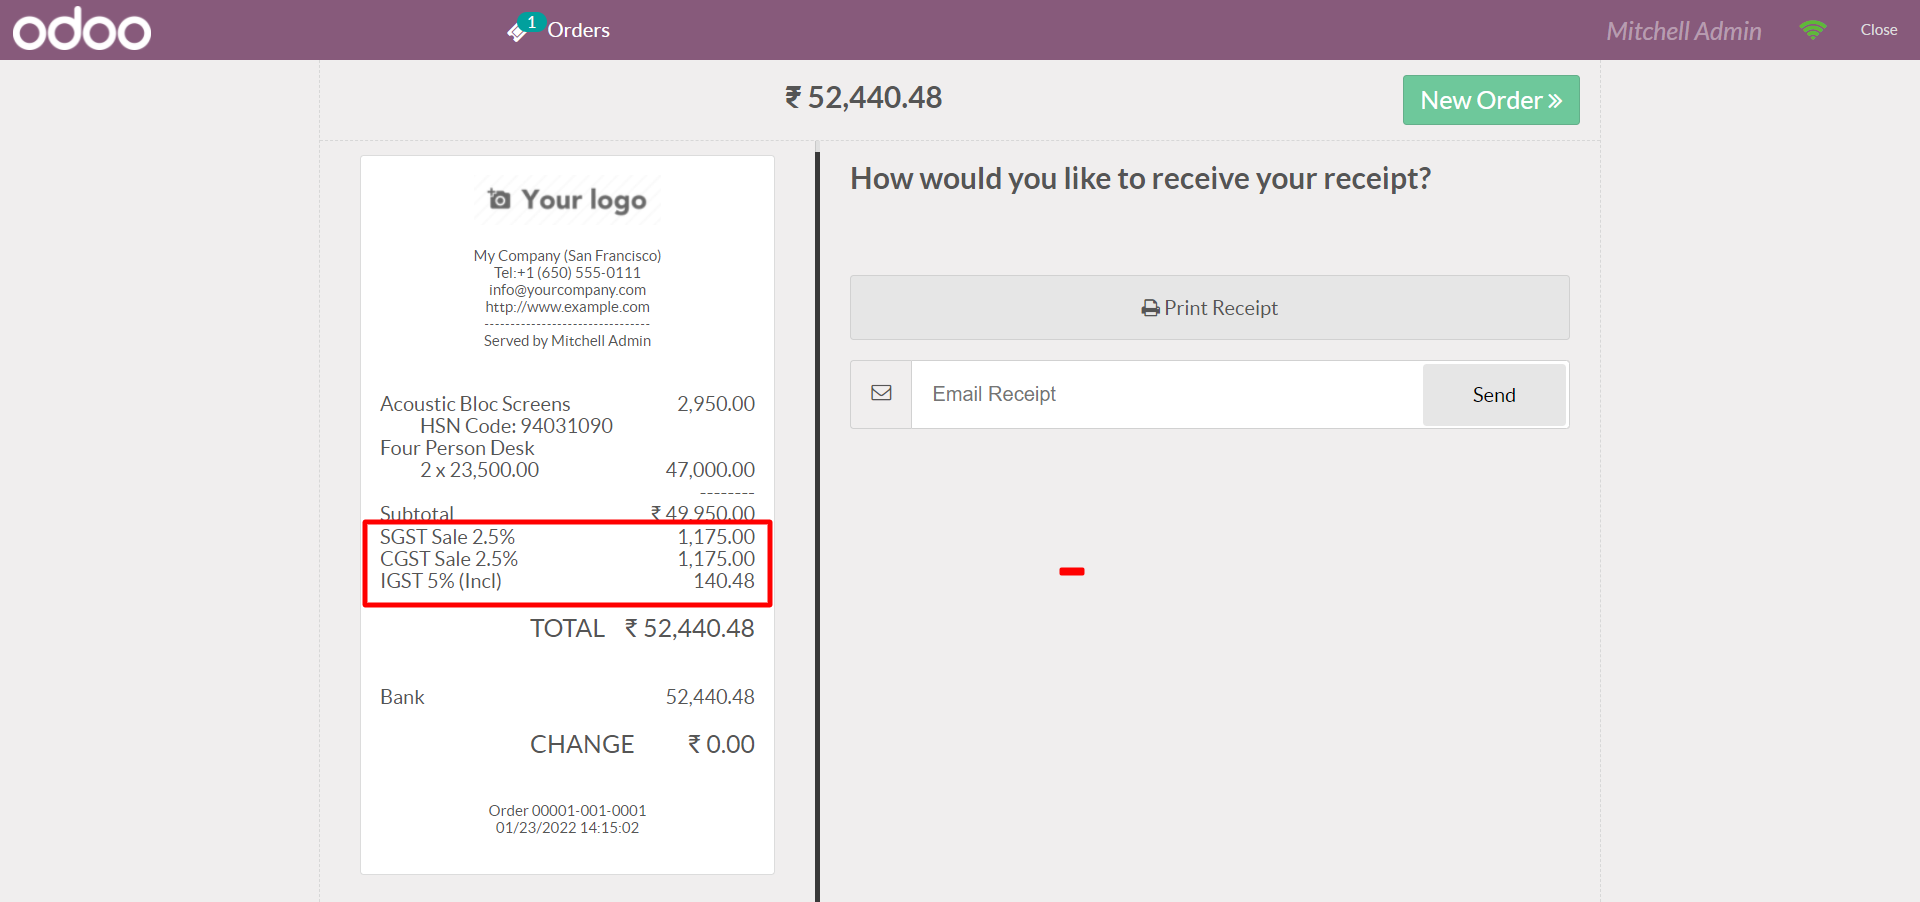 odoo
1 Orders
Mitchell Admin
Close
₹ 52,440.48
New Order
Your logo
My Company (San Francisco)
Tel:+1 (650) 555-0111
info@yourcompany.com
http://www.example.com
--------------------------------
Served by Mitchell Admin
Acoustic Bloc Screens 2,950.00
HSN Code: 94031090
Four Person Desk
2 x 23,500.00 47,000.00
--------
Subtotal ₹ 49,950.00
SGST Sale 2.5% 1,175.00
CGST Sale 2.5% 1,175.00
IGST 5% (Incl) 140.48
TOTAL ₹ 52,440.48
Bank 52,440.48
CHANGE ₹ 0.00
Order 00001-001-0001
01/23/2022 14:15:02
How would you like to receive your receipt?
Print Receipt
Email Receipt
Send